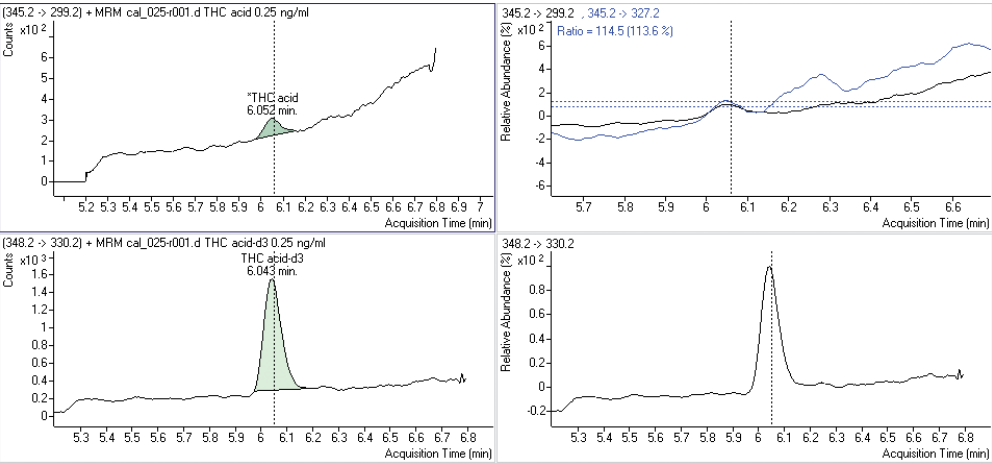 (345.2 -> 299.2) + MRM cal_025-r001.d THC acid 0.25 ng/ml
Counts
x10 2
6
5
4
3
2
1
0
*THC acid
6.052 min.
5.2 5.3 5.4 5.5 5.6 5.7 5.8 5.9 6 6.1 6.2 6.3 6.4 6.5 6.6 6.7 6.8 6.9 7
Acquisition Time (min)
345.2 -> 299.2 , 345.2 -> 327.2
Relative Abundance (%)
x10 2
Ratio = 114.5 (113.6 %)
6
4
2
0
-2
-4
-6
5.7 5.8 5.9 6 6.1 6.2 6.3 6.4 6.5 6.6
Acquisition Time (min)
(348.2 -> 330.2) + MRM cal_025-r001.d THC acid-d3 0.25 ng/ml
Counts
x10 3
THC acid-d3
6.043 min.
1.6
1.4
1.2
1
0.8
0.6
0.4
0.2
0
5.3 5.4 5.5 5.6 5.7 5.8 5.9 6 6.1 6.2 6.3 6.4 6.5 6.6 6.7 6.8
Acquisition Time (min)
348.2 -> 330.2
Relative Abundance (%)
x10 2
0.8
0.6
0.4
0.2
0
-0.2
5.3 5.4 5.5 5.6 5.7 5.8 5.9 6 6.1 6.2 6.3 6.4 6.5 6.6 6.7 6.8
Acquisition Time (min)